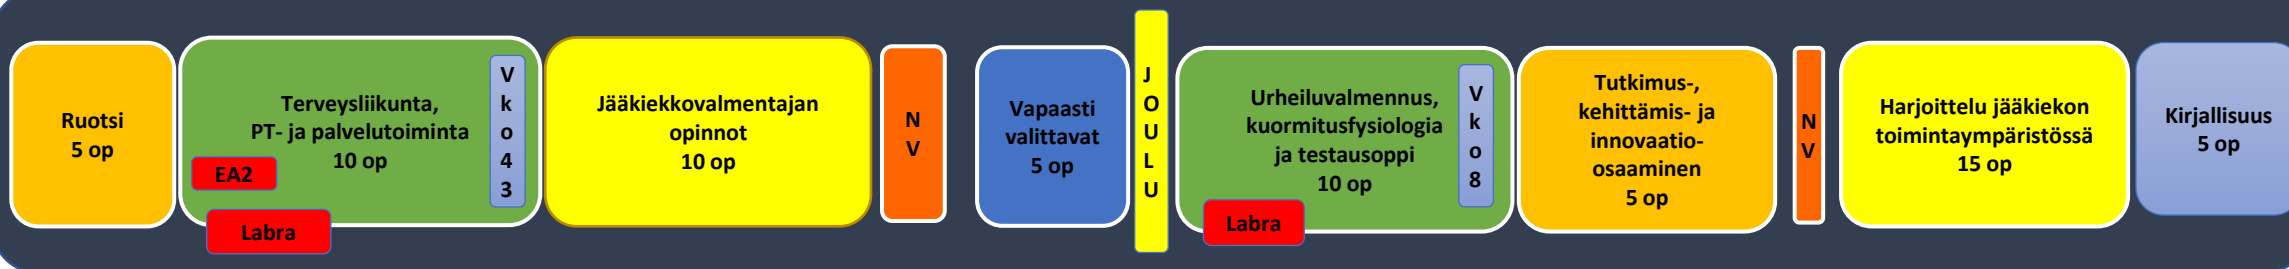 Ruotsi
5 op
Terveysliikunta,
PT- ja palvelutoiminta
10 op
EA2
Labra
V
k
o
4
3
Jääkiekkovalmentajan
opinnot
10 op
N
V
Vapaasti
valittavat
5 op
J
O
U
L
U
Urheiluvalmennus,
kuormitusfysiologia
ja testausoppi
10 op
Labra
V
k
o
8
Tutkimus-,
kehittämis- ja
innovaatio-
osaaminen
5 op
N
V
Harjoittelu jääkiekon
toimintaympäristössä
15 op
Kirjallisuus
5 op